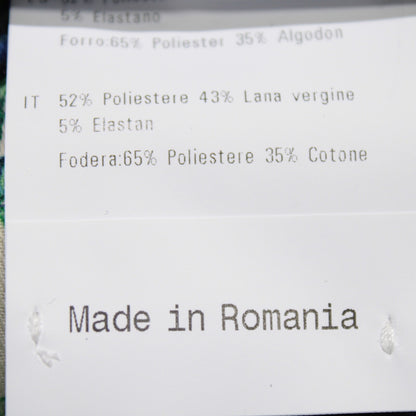 5% Elastano
Forro:65% Poliester 35% Algodon
IT 52% Poliestere 43% Lana vergine
5% Elastan
Fodera:65% Poliestere 35% Cotone
Made in Romania